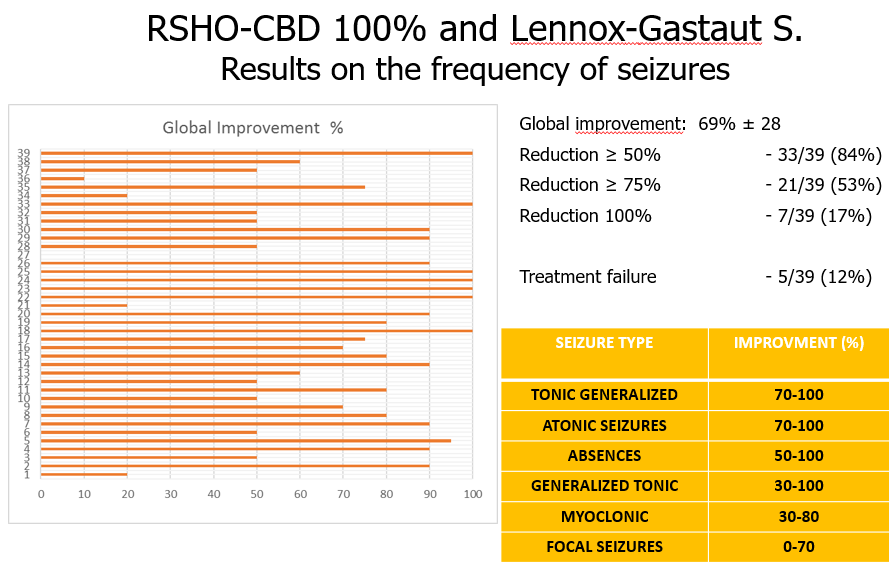 RSHO-CBD 100% and Lennox-Gastaut S.
Results on the frequency of seizures
Global Improvement %
39
38
37
36
35
34
33
32
31
30
29
28
27
26
25
24
23
22
21
20
19
18
17
16
15
14
13
12
11
10
9
8
7
6
5
4
3
2
1
0 10 20 30 40 50 60 70 80 90 100
Global improvement: 69% ± 28
Reduction ≥ 50% - 33/39 (84%)
Reduction ≥ 75% - 21/39 (53%)
Reduction 100% - 7/39 (17%)
Treatment failure - 5/39 (12%)
SEIZURE TYPE IMPROVMENT (%)
TONIC GENERALIZED 70-100
ATONIC SEIZURES 70-100
ABSENCES 50-100
GENERALIZED TONIC 30-100
MYOCLONIC 30-80
FOCAL SEIZURES 0-70